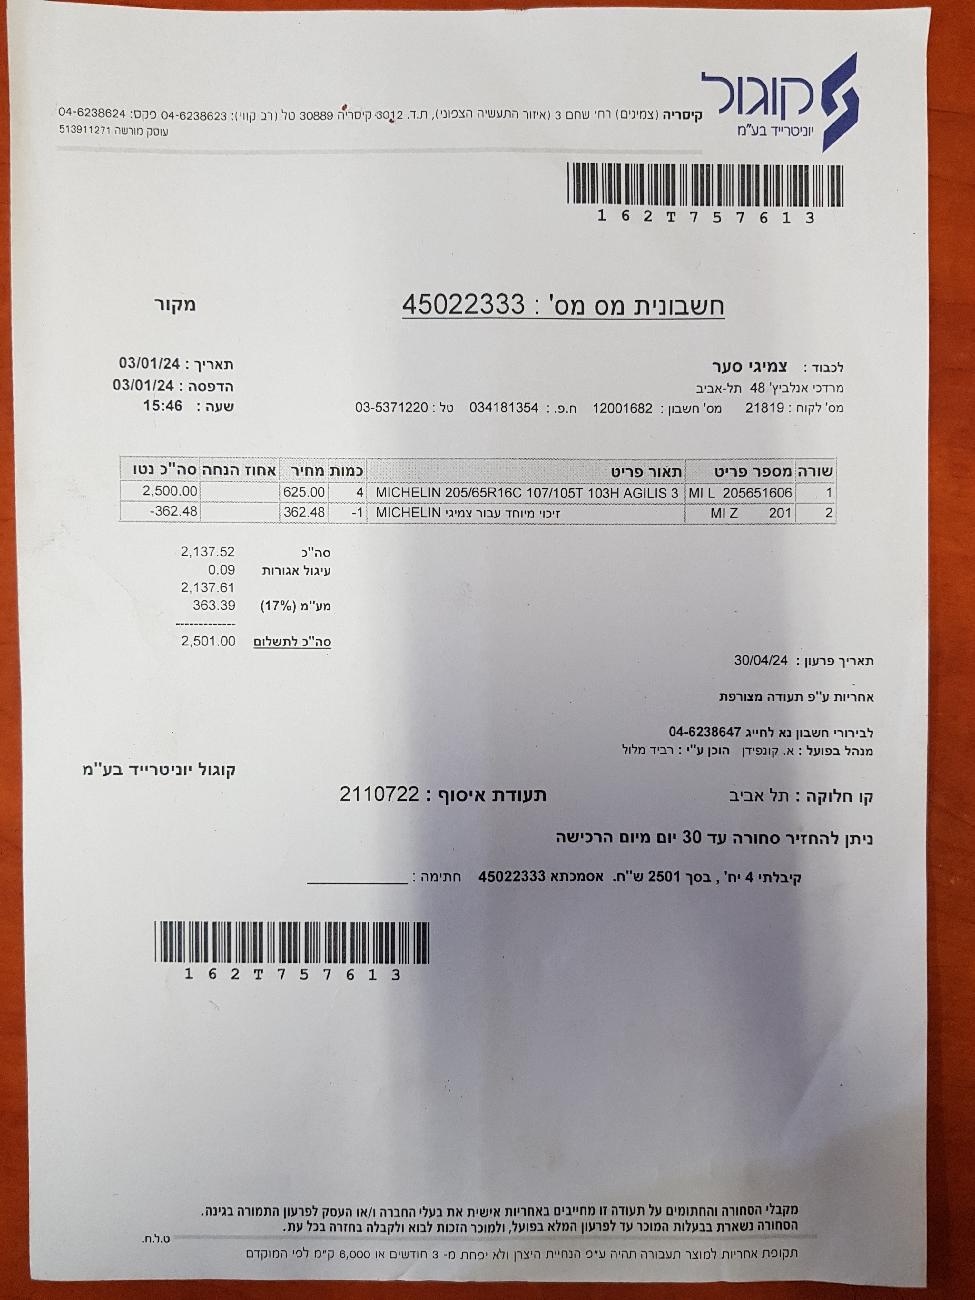 קוגול
יוניטרייד בע"מ
קיסריה (צמיגים) רח' שחם 3 (איזור התעשיה הצפוני), ת.ד. 3012 קיסריה 30889 טל (רב קווי): 04-6238623 פקס: 04-6238624
עוסק מורשה 513911271
162T757613
חשבונית מס מס' : 45022333
מקור
לכבוד : צמיגי סער
תאריך : 03/01/24
מרדכי אנלביץ' 48 תל-אביב
הדפסה : 03/01/24
מס' לקוח : 21819 מס' חשבון : 12001682 ח.פ. : 034181354 טל : 03-5371220
שעה : 15:46
שורה מספר פריט תאור פריט כמות מחיר אחוז הנחה סה"כ נטו
1 MI L 205651606 MICHELIN 205/65R16C 107/105T 103H AGILIS 3 4 625.00 2,500.00
2 MI Z 201 זיכוי מיוחד עבור צמיגי MICHELIN -1 362.48 -362.48
סה"כ 2,137.52
עיגול אגורות 0.09
2,137.61
מע"מ (17%) 363.39
-------------
סה"כ לתשלום 2,501.00
תאריך פרעון : 30/04/24
אחריות ע"פ תעודה מצורפת
לבירורי חשבון נא לחייג 04-6238647
מנהל בפועל : א. קונפידן הוכן ע"י : רביד מלול
קוגול יוניטרייד בע"מ
קו חלוקה : תל אביב תעודת איסוף : 2110722
ניתן להחזיר סחורה עד 30 יום מיום הרכישה
קיבלתי 4 יח' , בסך 2501 ש"ח. אסמכתא 45022333 חתימה : ___________
162T757613
מקבלי הסחורה והחתומים על תעודה זו מחייבים באחריות אישית את בעלי החברה ו/או העסק לפרעון התמורה בגינה.
הסחורה נשארת בבעלות המוכר עד לפרעון המלא בפועל, ולמוכר הזכות לבוא ולקבלה בחזרה בכל עת.
ט.ל.ח.
תקופת אחריות למוצר תעבורה תהיה ע"פ הנחיית היצרן ולא יפחת מ- 3 חודשים או 6,000 ק"מ לפי המוקדם